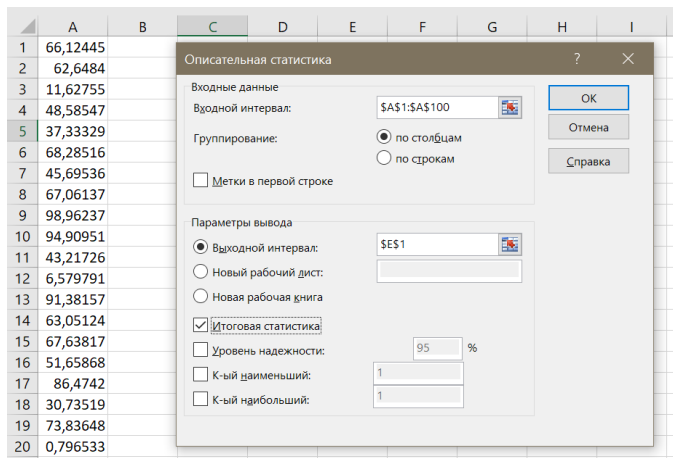 A B C D E F G H I
1 66,12445
2 62,6484
3 11,62755
4 48,58547
5 37,33329
6 68,28516
7 45,69536
8 67,06137
9 98,96237
10 94,90951
11 43,21726
12 6,579791
13 91,38157
14 63,05124
15 67,63817
16 51,65868
17 86,4742
18 30,73519
19 73,83648
20 0,796533
Описательная статистика ? ×
Входные данные
Входной интервал: $A$1:$A$100
Группирование: по столбцам
по строкам
Метки в первой строке
OK
Отмена
Справка
Параметры вывода
Выходной интервал: $E$1
Новый рабочий лист:
Новая рабочая книга
Итоговая статистика
Уровень надежности: 95 %
К-ый наименьший: 1
К-ый наибольший: 1